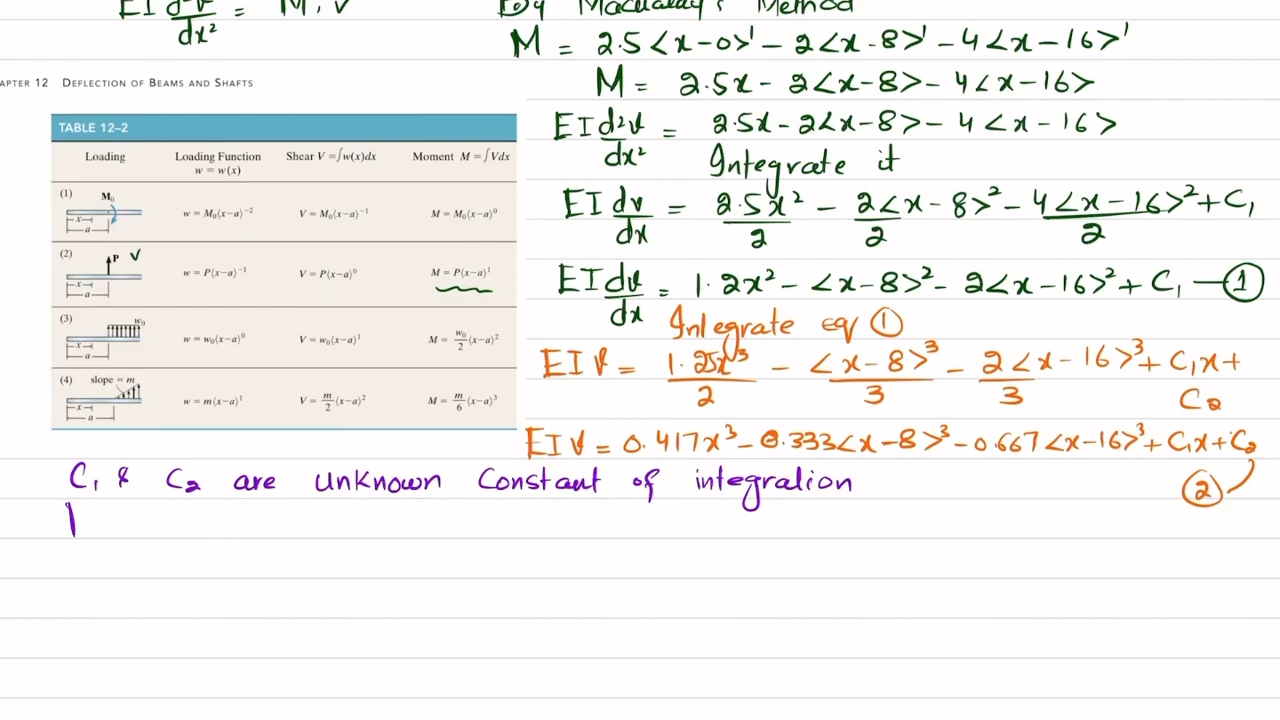 EI d²v/dx² = M, V
By Macaulay's Method
M = 2.5<x-0>¹ - 2<x-8>¹ - 4<x-16>¹
APTER 12 DEFLECTION OF BEAMS AND SHAFTS
M = 2.5x - 2<x-8> - 4<x-16>
EI d²v/dx² = 2.5x - 2<x-8> - 4<x-16>
Integrate it
EI dv/dx = 2.5x²/2 - 2<x-8>²/2 - 4<x-16>²/2 + C₁
EI dv/dx = 1.2x² - <x-8>² - 2<x-16>² + C₁ — ①
Integrate eq ①
EI V = 1.25x³/2 - <x-8>³/3 - 2<x-16>³/3 + C₁x +
C₂
EI V = 0.417x³ - 0.333<x-8>³ - 0.667<x-16>³ + C₁x + C₂
②
TABLE 12–2
Loading Loading Function w = w(x) Shear V = ∫w(x)dx Moment M = ∫Vdx
(1) M₀ x a w = M₀⟨x−a⟩⁻² V = M₀⟨x−a⟩⁻¹ M = M₀⟨x−a⟩⁰
(2) P ✓ x a w = P⟨x−a⟩⁻¹ V = P⟨x−a⟩⁰ M = P⟨x−a⟩¹
(3) w₀ x a w = w₀⟨x−a⟩⁰ V = w₀⟨x−a⟩¹ M = w₀/2⟨x−a⟩²
(4) slope = m x a w = m⟨x−a⟩¹ V = m/2⟨x−a⟩² M = m/6⟨x−a⟩³
C₁ & C₂ are unknown Constant of integration